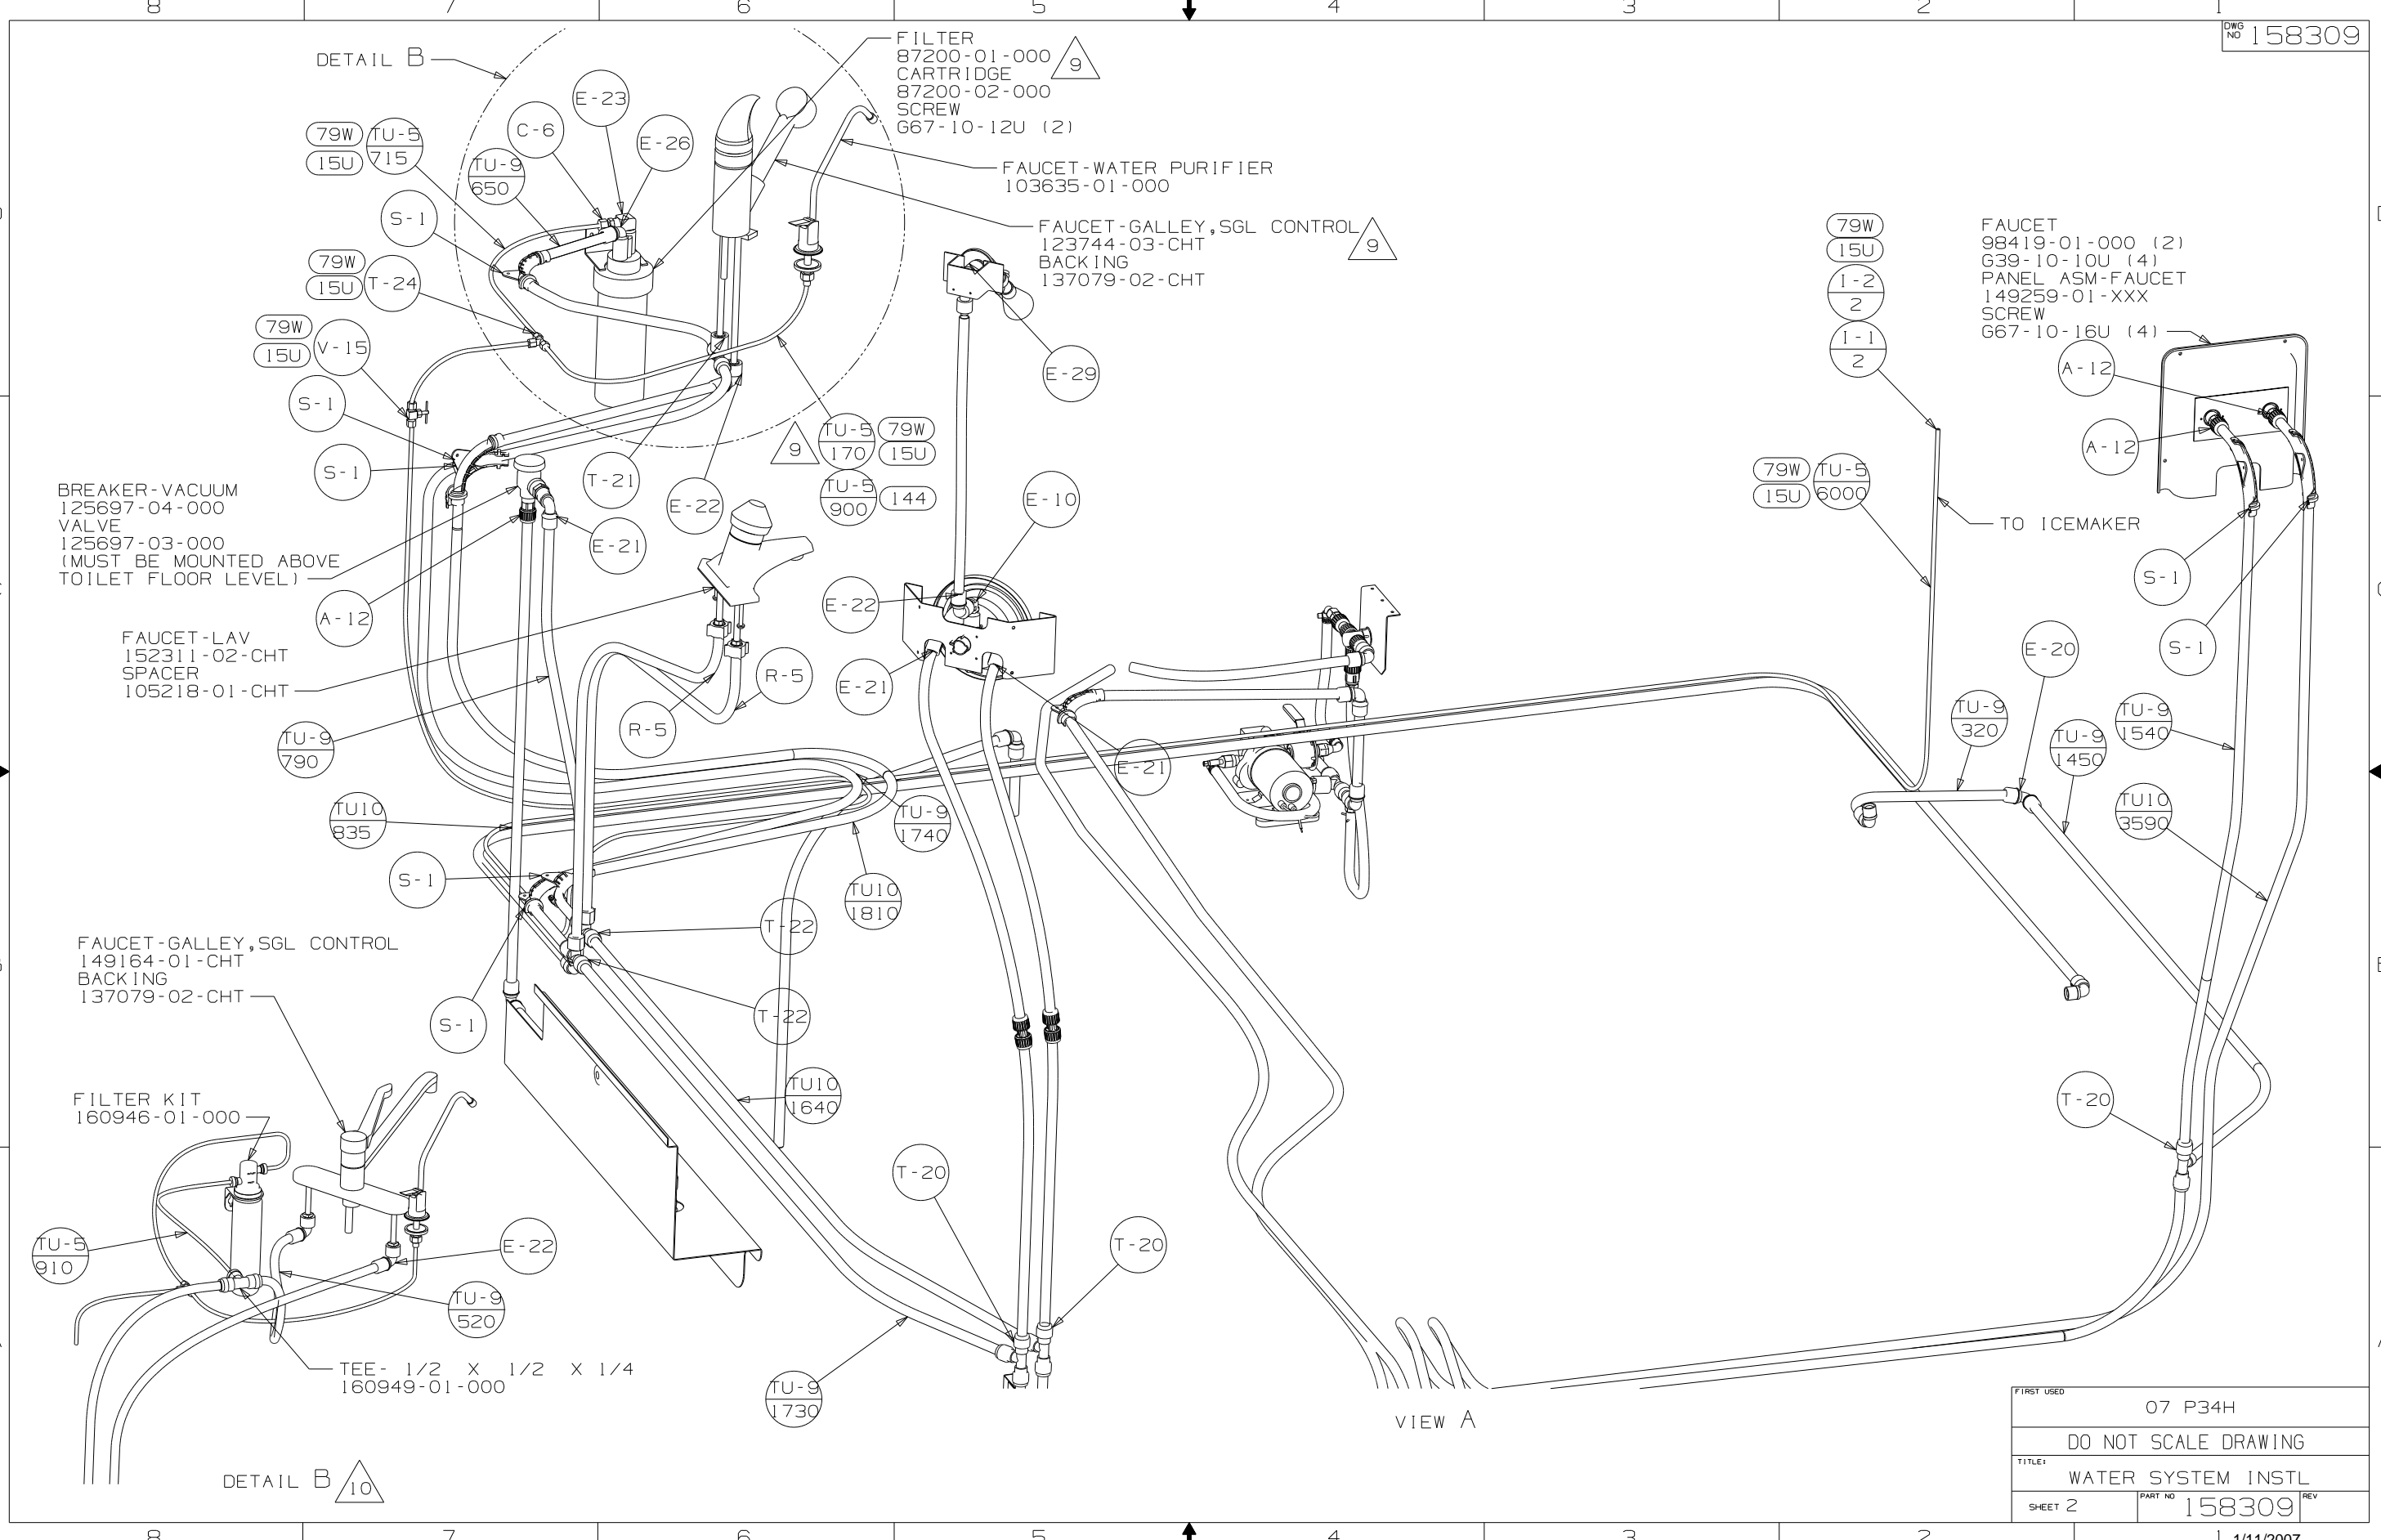 8 7 6 5 4 3 2 1
DWG NO 158309
DETAIL B
FILTER
87200-01-000
CARTRIDGE
87200-02-000
SCREW
G67-10-12U (2)
9
E-23
C-6
E-26
79W
15U
TU-5
715
TU-9
650
S-1
FAUCET-WATER PURIFIER
103635-01-000
FAUCET-GALLEY,SGL CONTROL
123744-03-CHT
BACKING
137079-02-CHT
9
79W
15U
T-24
79W
15U
V-15
S-1
S-1
E-29
79W
15U
I-2
2
I-1
2
FAUCET
98419-01-000 (2)
G39-10-10U (4)
PANEL ASM-FAUCET
149259-01-XXX
SCREW
G67-10-16U (4)
A-12
A-12
9
TU-5
170
79W
15U
TU-5
900
144
T-21
E-22
E-10
79W
15U
TU-5
6000
TO ICEMAKER
S-1
S-1
BREAKER-VACUUM
125697-04-000
VALVE
125697-03-000
(MUST BE MOUNTED ABOVE
TOILET FLOOR LEVEL)
E-21
A-12
E-22
E-21
FAUCET-LAV
152311-02-CHT
SPACER
105218-01-CHT
R-5
R-5
E-20
TU-9
790
E-21
TU-9
320
TU-9
1450
TU-9
1540
TU10
835
TU-9
1740
TU10
3590
S-1
TU10
1810
T-22
T-22
S-1
FAUCET-GALLEY,SGL CONTROL
149164-01-CHT
BACKING
137079-02-CHT
TU10
1640
FILTER KIT
160946-01-000
T-20
T-20
T-20
TU-5
910
E-22
TU-9
520
TEE- 1/2 X 1/2 X 1/4
160949-01-000
TU-9
1730
VIEW A
DETAIL B
10
FIRST USED
07 P34H
DO NOT SCALE DRAWING
TITLE:
WATER SYSTEM INSTL
SHEET 2
PART NO 158309
REV
8 7 6 5 4 3 2 1
1/11/2007